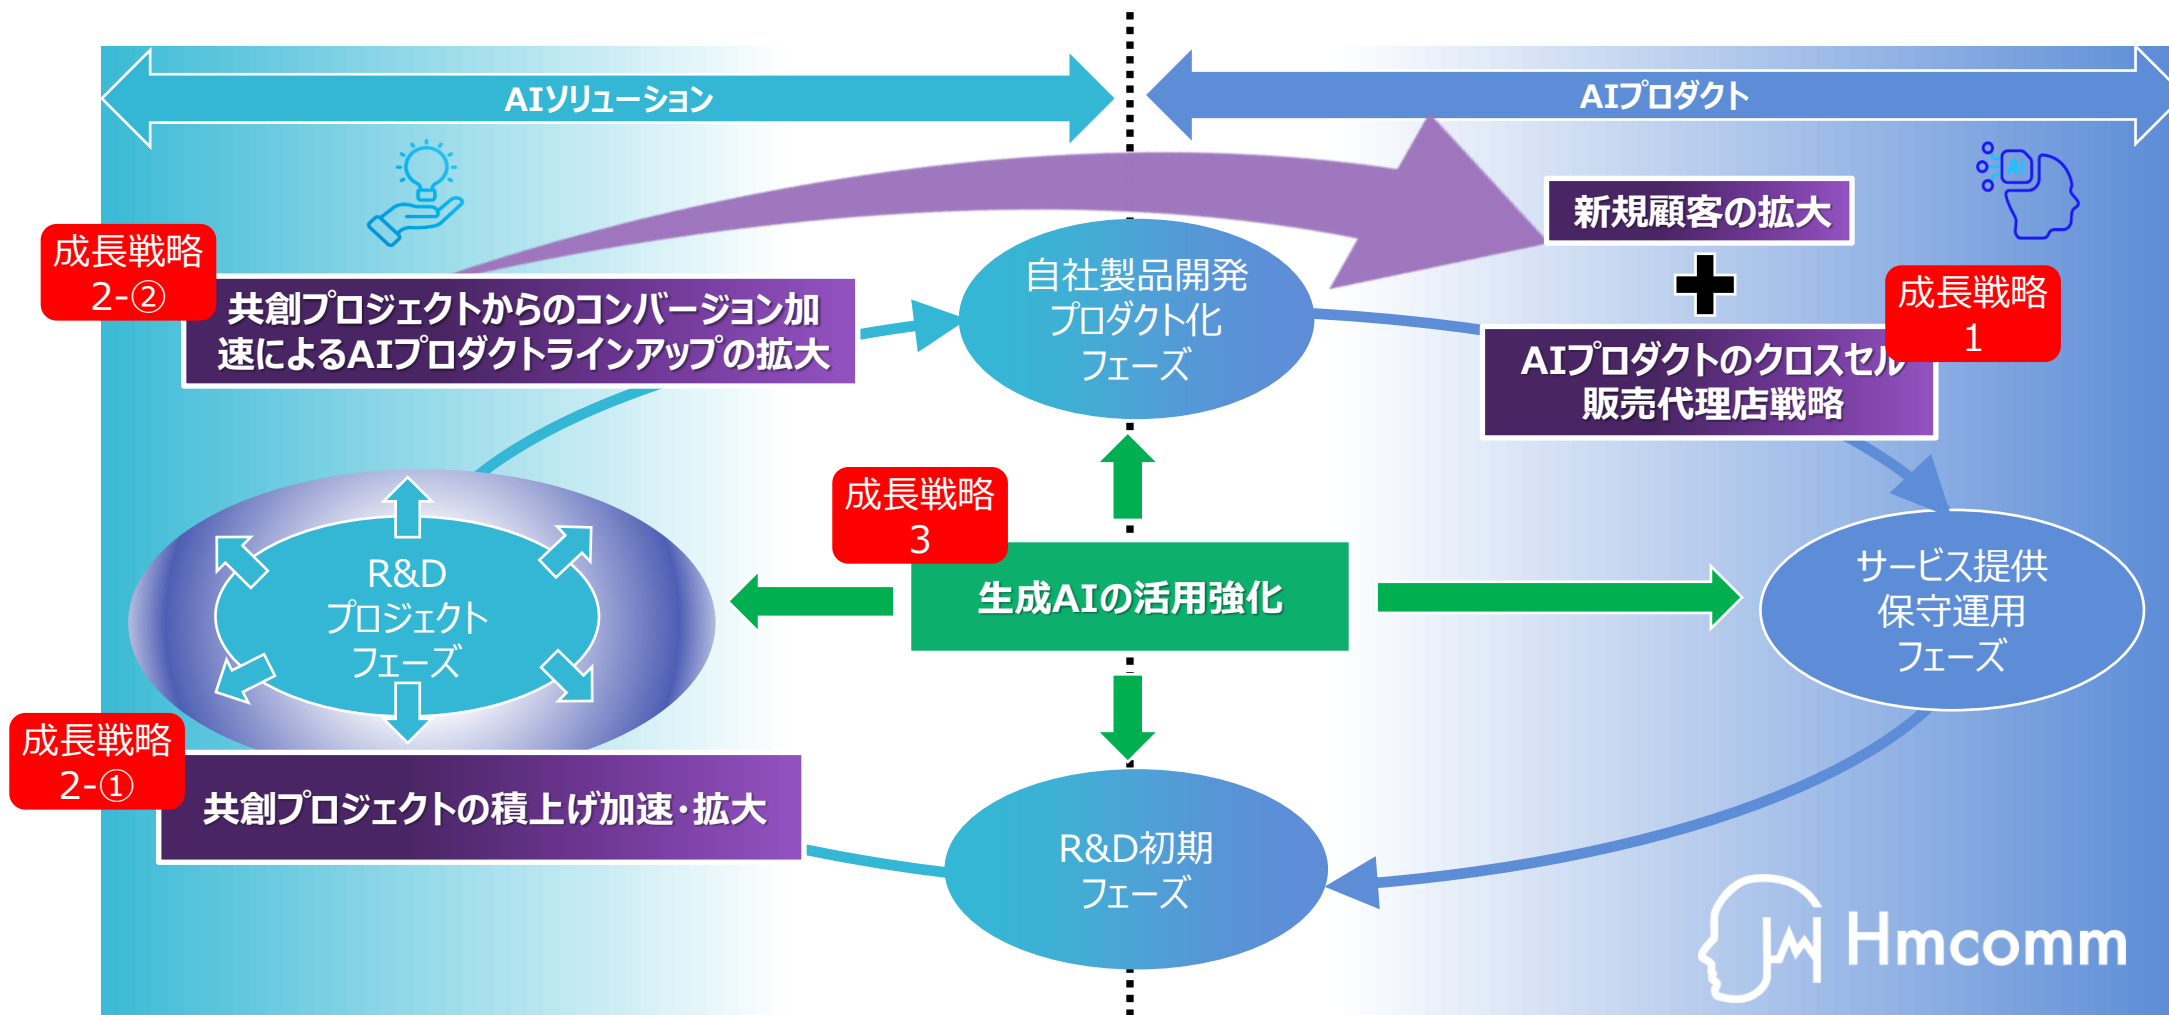 AIソリューション
AIプロダクト
AI
新規顧客の拡大
成長戦略
2-②
共創プロジェクトからのコンバージョン加
速によるAIプロダクトラインアップの拡大
自社製品開発
プロダクト化
フェーズ
成長戦略
1
AIプロダクトのクロスセル
販売代理店戦略
成長戦略
3
生成AIの活用強化
R&D
プロジェクト
フェーズ
サービス提供
保守運用
フェーズ
成長戦略
2-①
共創プロジェクトの積上げ加速・拡大
R&D初期
フェーズ
Hmcomm